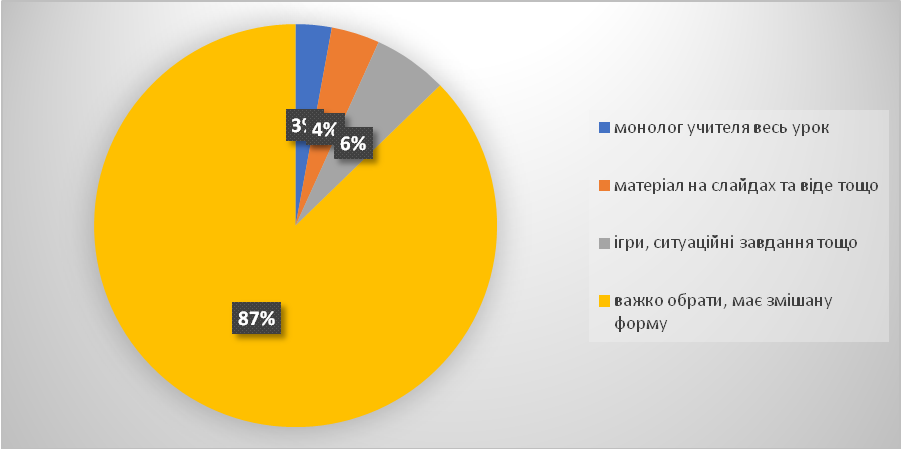 3%
4%
6%
87%
монолог учителя весь урок
матеріал на слайдах та віде тощо
ігри, ситуаційні завдання тощо
важко обрати, має змішану
форму